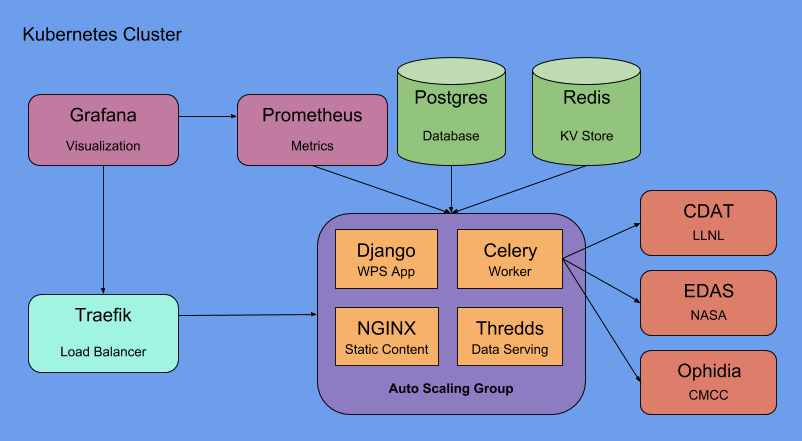 Kubernetes Cluster
Grafana
Visualization
Prometheus
Metrics
Postgres
Database
Redis
KV Store
Traefik
Load Balancer
Django
WPS App
Celery
Worker
NGINX
Static Content
Thredds
Data Serving
Auto Scaling Group
CDAT
LLNL
EDAS
NASA
Ophidia
CMCC